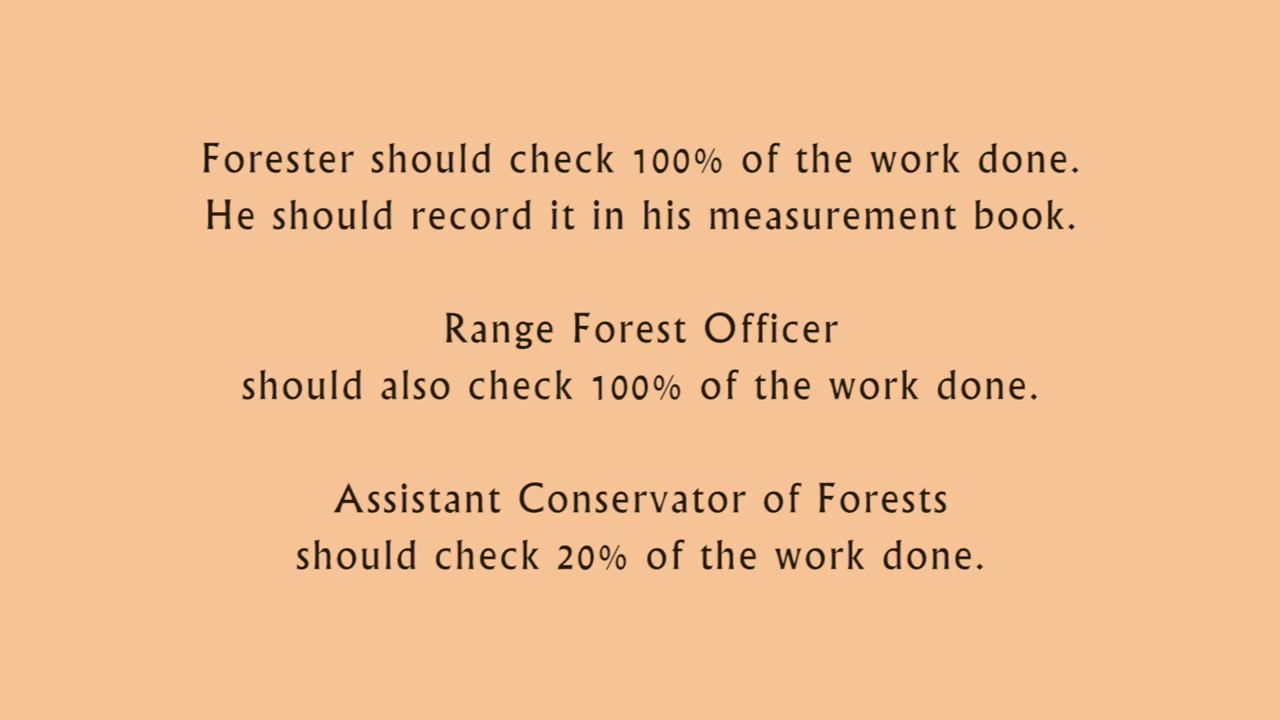 Forester should check 100% of the work done.
He should record it in his measurement book.
Range Forest Officer
should also check 100% of the work done.
Assistant Conservator of Forests
should check 20% of the work done.